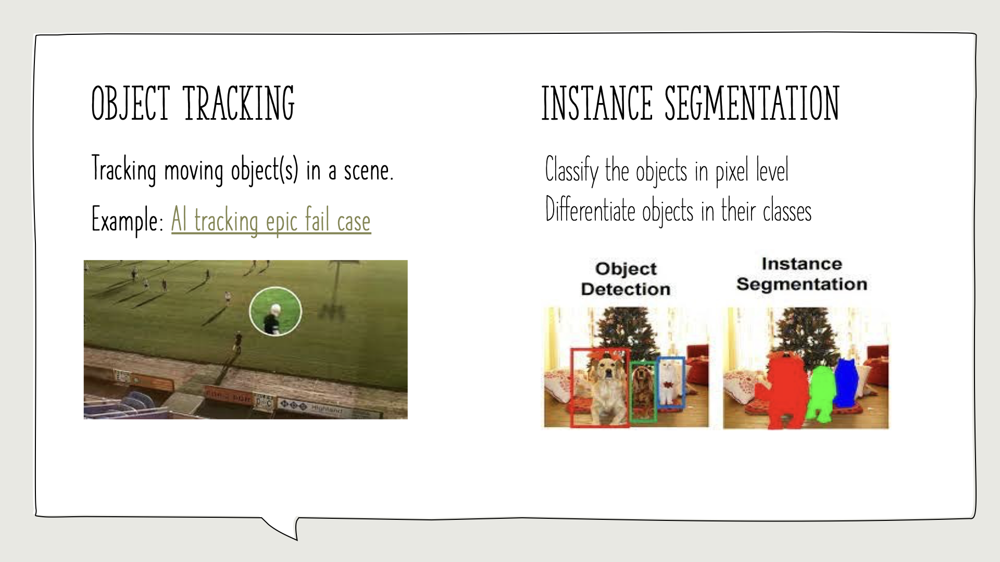 OBJECT TRACKING
Tracking moving object(s) in a scene.
Example: AI tracking epic fail case
Highland
INSTANCE SEGMENTATION
Classify the objects in pixel level
Differentiate objects in their classes
Object
Detection
Instance
Segmentation